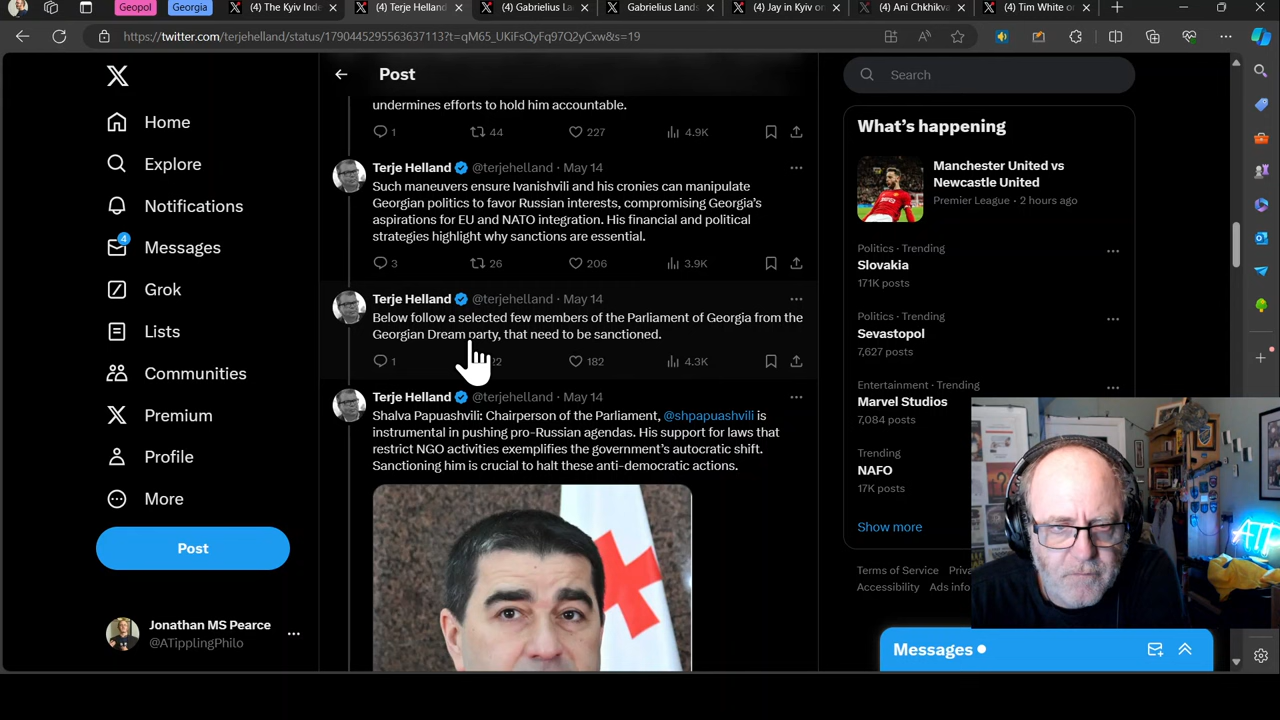 Geopol
Georgia
(4) The Kyiv Inde
(4) Terje Helland
(4) Gabrielius La
Gabrielius Lands
(4) Jay in Kyiv o
(4) Ani Chkhikva
(4) Tim White o
https://twitter.com/terjehelland/status/1790445295563637113?t=qM65_UKiFsQyFq97Q2yCxw&s=19
Home
Explore
Notifications
4
Messages
Grok
Lists
Communities
Premium
Profile
More
Post
Jonathan MS Pearce
@ATipplingPhilo
Post
undermines efforts to hold him accountable.
1 44 227 4.9K
Terje Helland @terjehelland · May 14
Such maneuvers ensure Ivanishvili and his cronies can manipulate
Georgian politics to favor Russian interests, compromising Georgia's
aspirations for EU and NATO integration. His financial and political
strategies highlight why sanctions are essential.
3 26 206 3.9K
Terje Helland @terjehelland · May 14
Below follow a selected few members of the Parliament of Georgia from the
Georgian Dream party, that need to be sanctioned.
1 22 182 4.3K
Terje Helland @terjehelland · May 14
Shalva Papuashvili: Chairperson of the Parliament, @shpapuashvili is
instrumental in pushing pro-Russian agendas. His support for laws that
restrict NGO activities exemplifies the government's autocratic shift.
Sanctioning him is crucial to halt these anti-democratic actions.
Search
What's happening
Manchester United vs
Newcastle United
Premier League · 2 hours ago
Politics · Trending
Slovakia
171K posts
Politics · Trending
Sevastopol
7,627 posts
Entertainment · Trending
Marvel Studios
7,084 posts
Trending
NAFO
17K posts
Show more
Terms of Service Priva
Accessibility Ads info
ATP
Messages